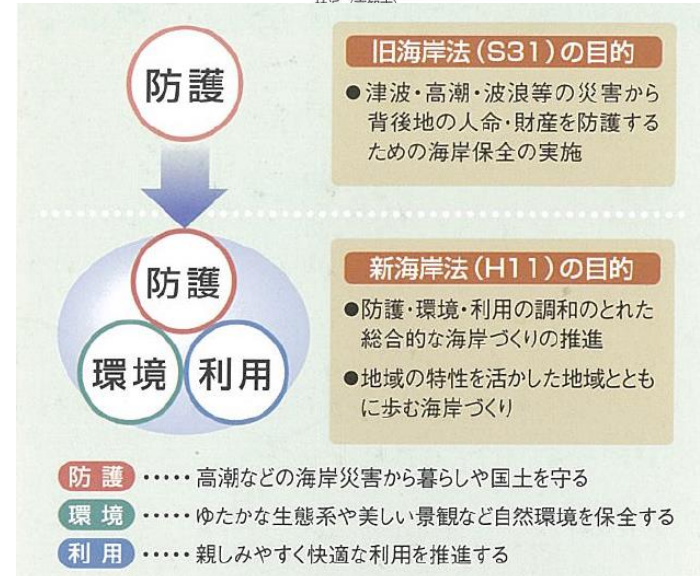 防護
旧海岸法(S31)の目的
●津波・高潮・波浪等の災害から
背後地の人命・財産を防護する
ための海岸保全の実施
防護
環境
利用
新海岸法(H11)の目的
●防護・環境・利用の調和のとれた
総合的な海岸づくりの推進
●地域の特性を活かした地域ととも
に歩む海岸づくり
防護・・・・・高潮などの海岸災害から暮らしや国土を守る
環境・・・・・ゆたかな生態系や美しい景観など自然環境を保全する
利用・・・・・親しみやすく快適な利用を推進する